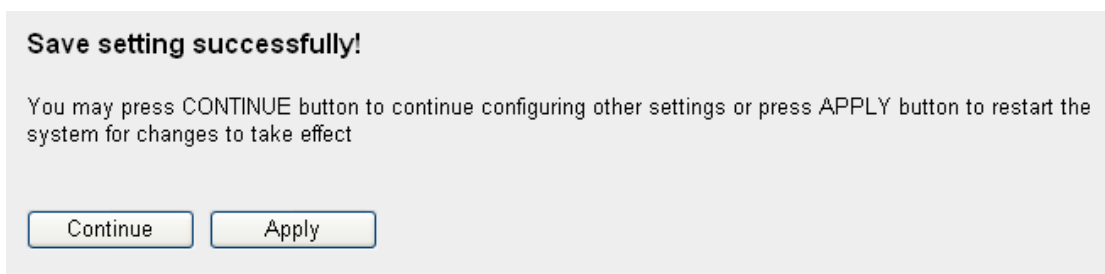 Save setting successfully!
You may press CONTINUE button to continue configuring other settings or press APPLY button to restart the
system for changes to take effect
Continue
Apply